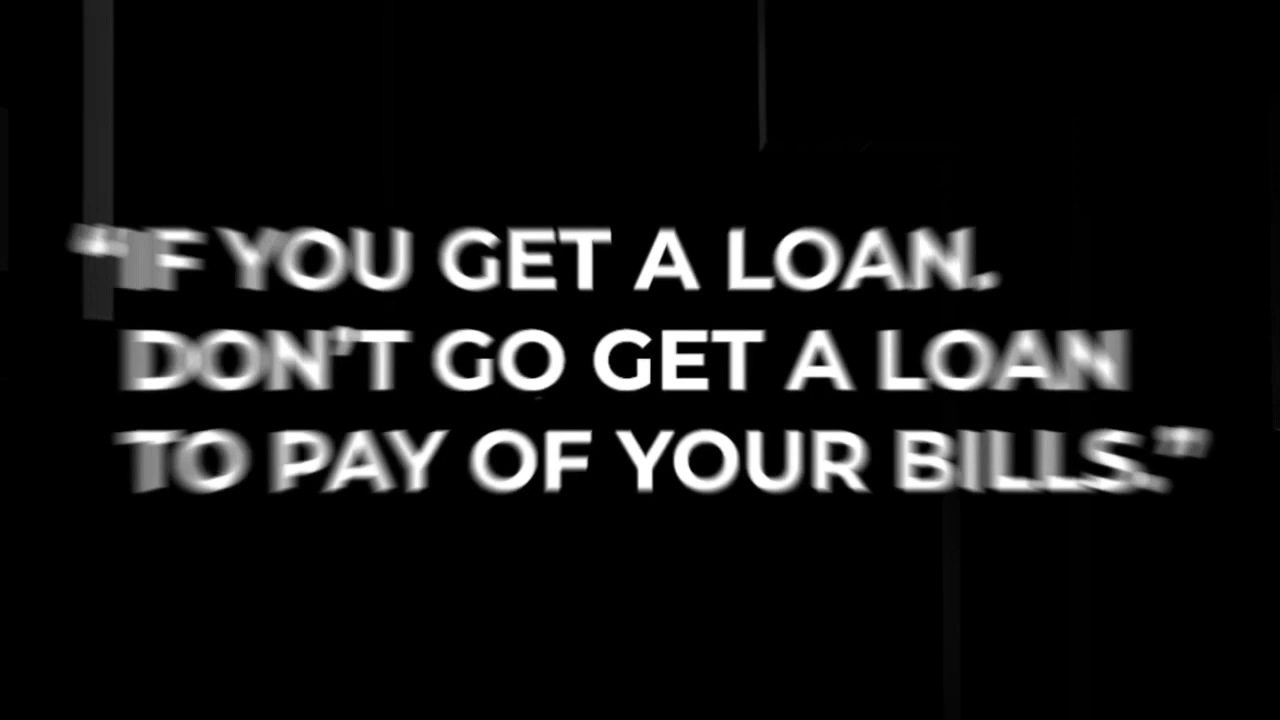 “IF YOU GET A LOAN.
DON’T GO GET A LOAN
TO PAY OF YOUR BILLS.”